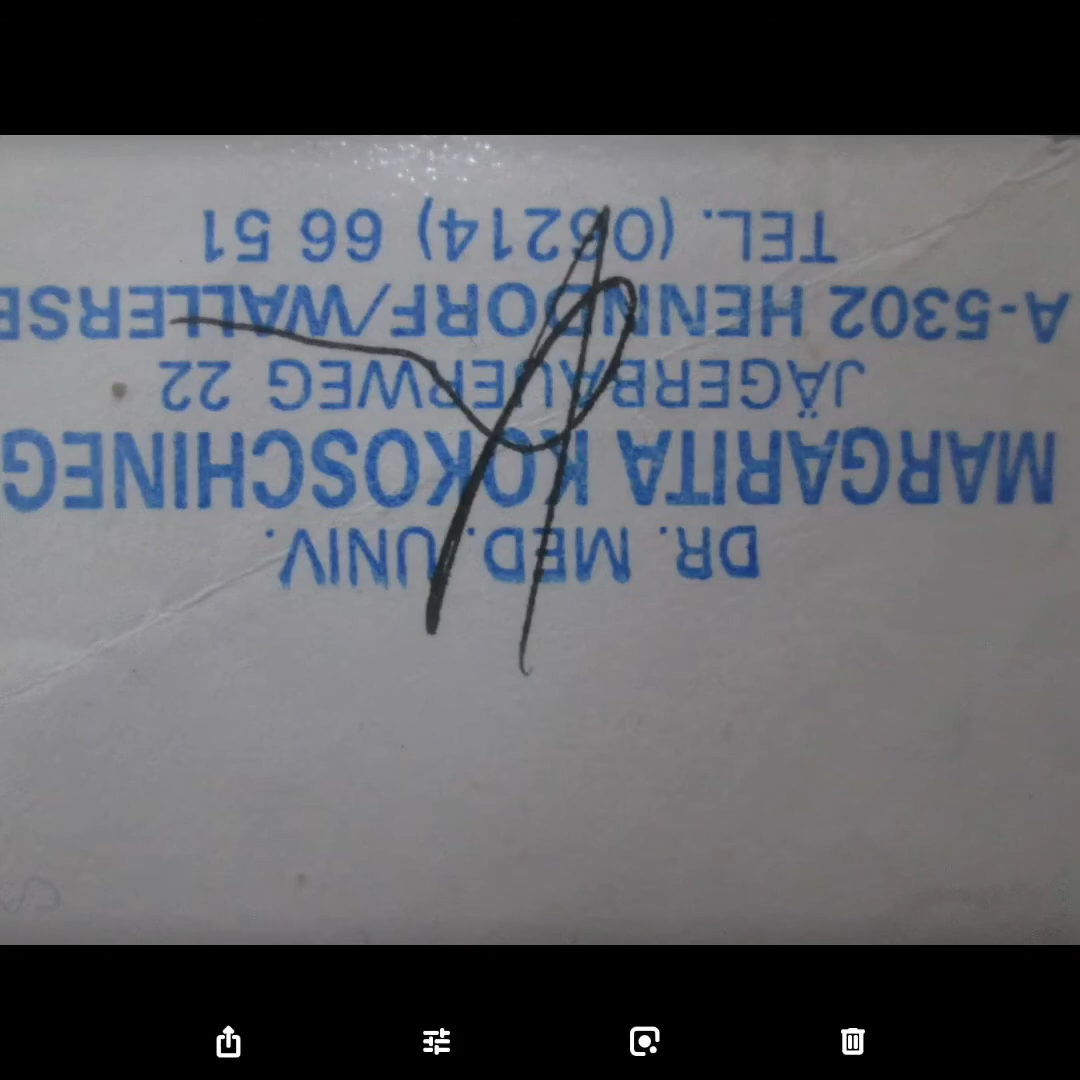 DR. MED. UNIV.
MARGARITA KOKOSCHINEG
JÄGERBAUERWEG 22
A-5302 HENNDORF/WALLERSE
TEL. (06214) 66 51